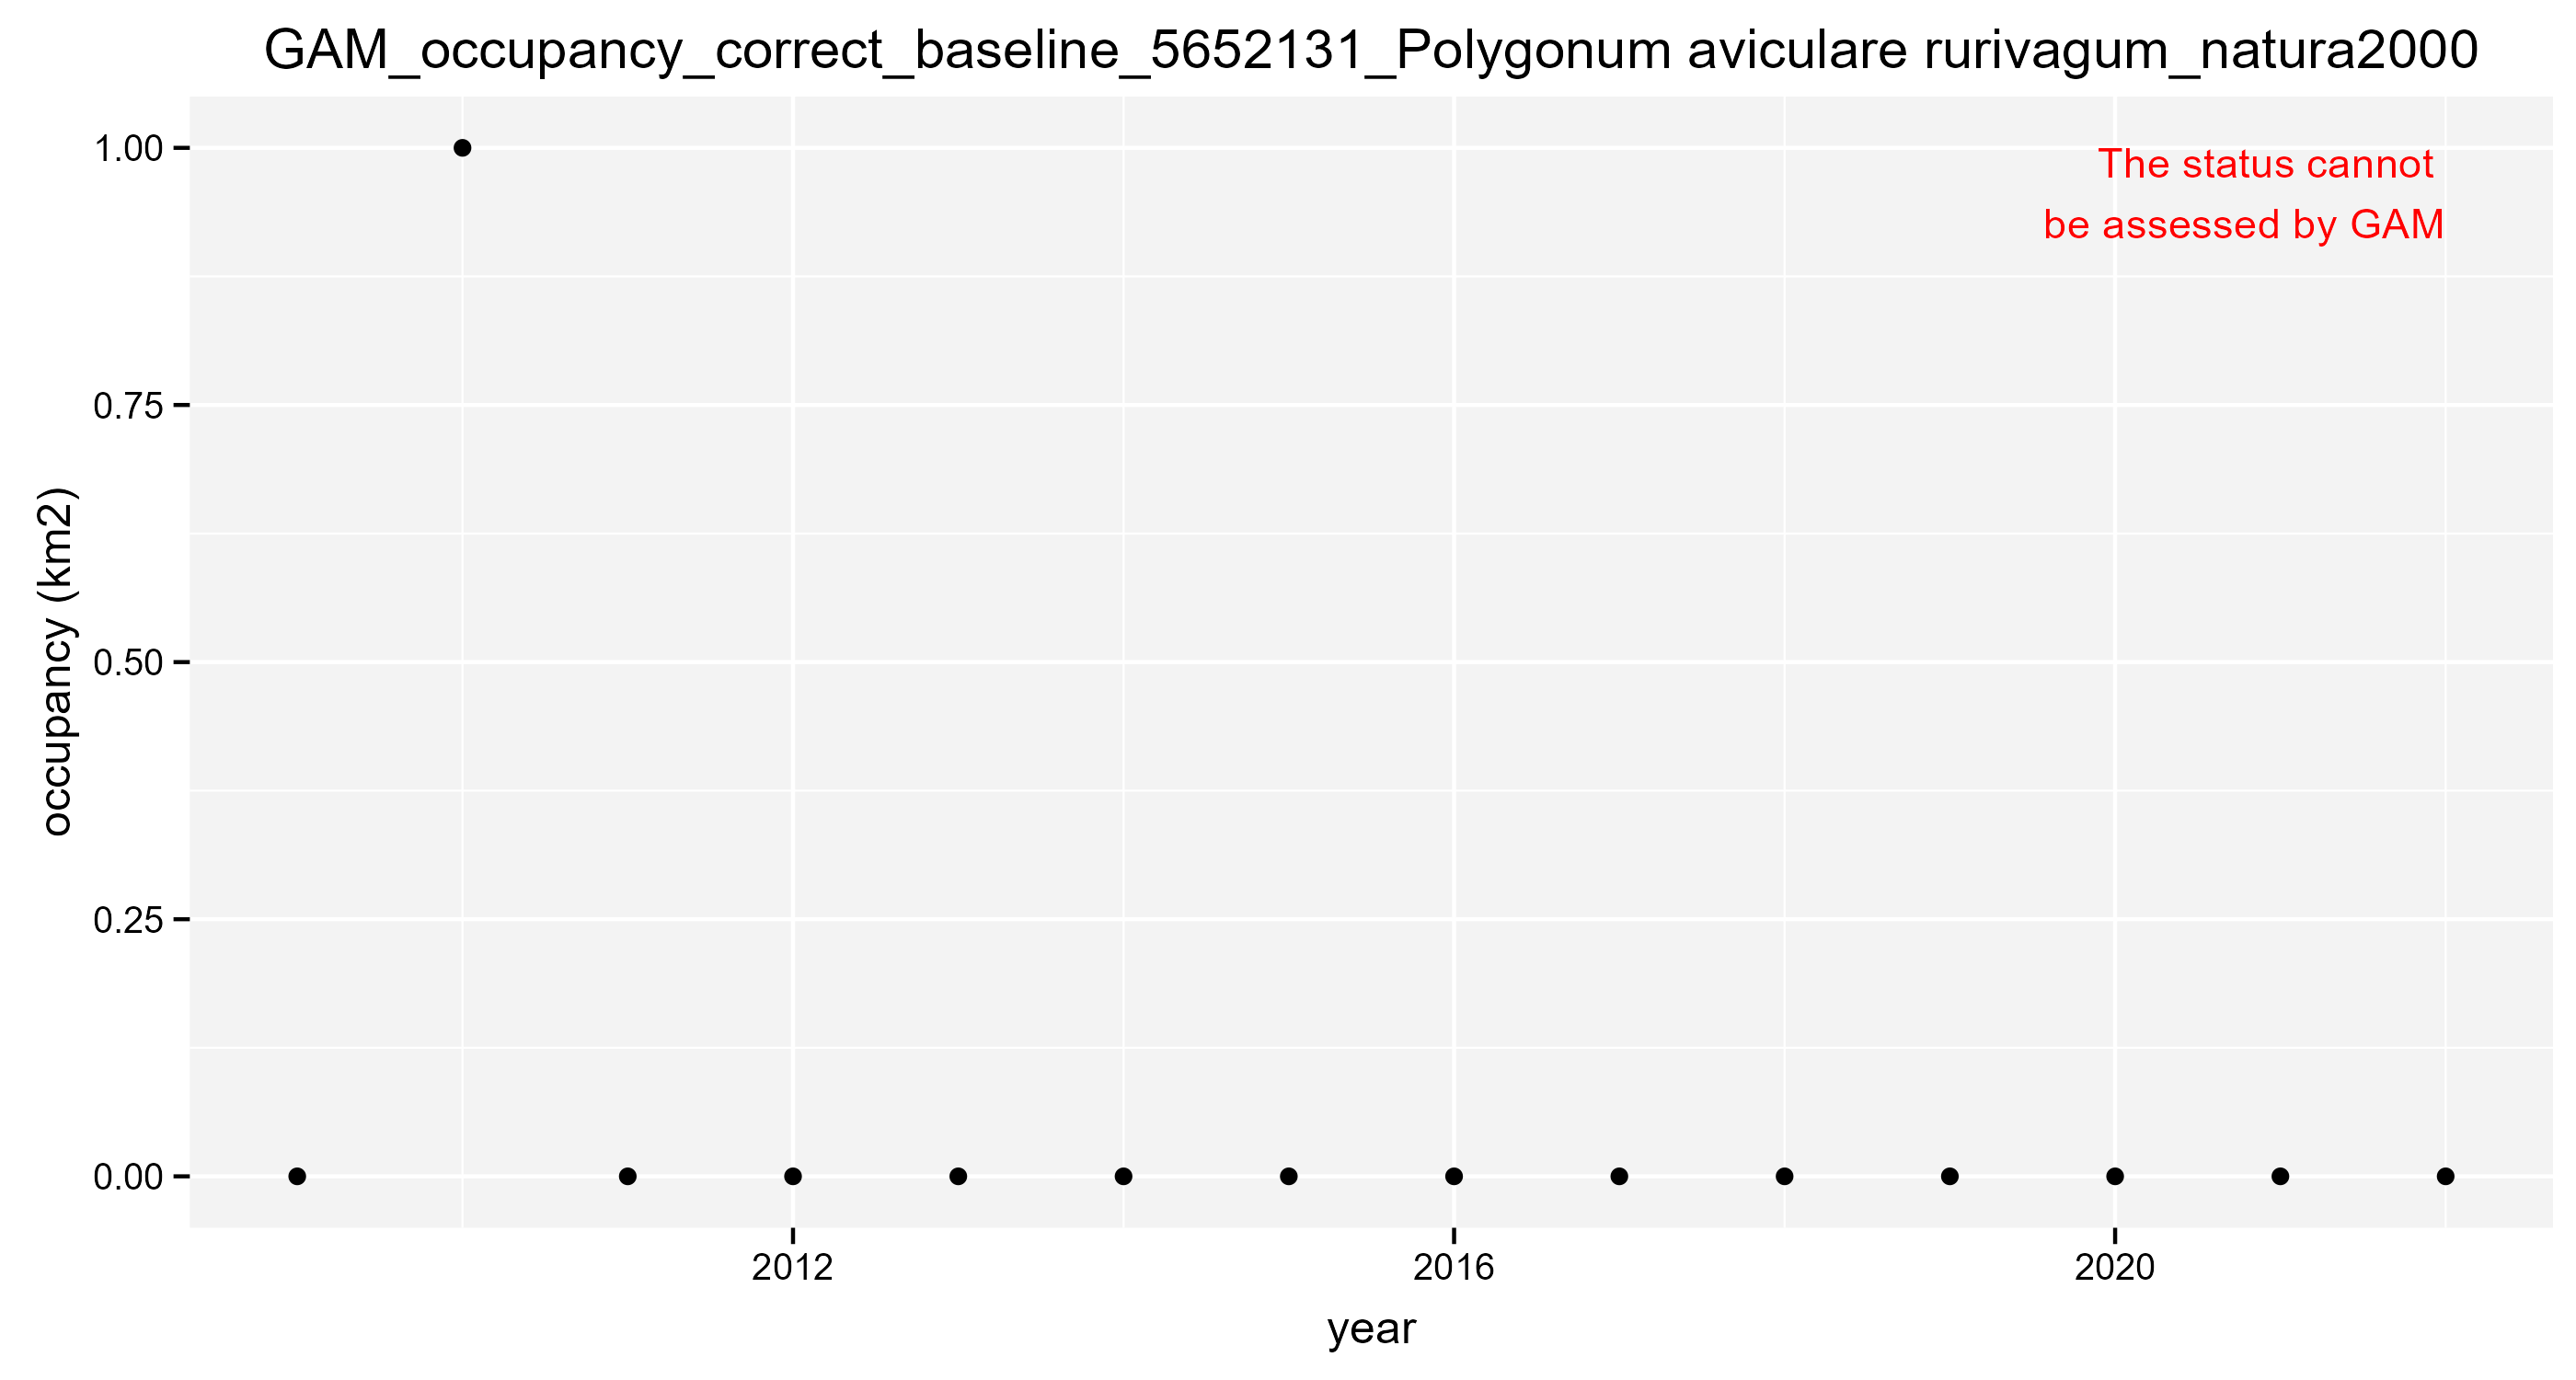 GAM_occupancy_correct_baseline_5652131_Polygonum aviculare rurivagum_natura2000
The status cannot
be assessed by GAM
1.00
0.75
0.50
0.25
0.00
occupancy (km2)
2012 2016 2020
year